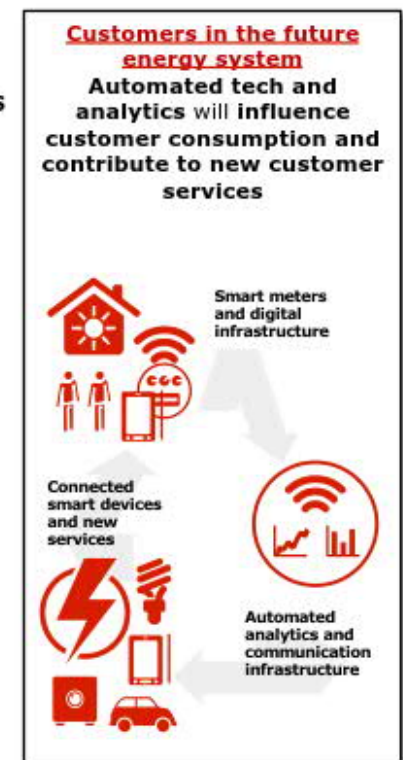 Customers in the future
energy system
Automated tech and
analytics will influence
customer consumption and
contribute to new customer
services
s
Smart meters
and digital
infrastructure
Connected
smart devices
and new
services
Automated
analytics and
communication
infrastructure